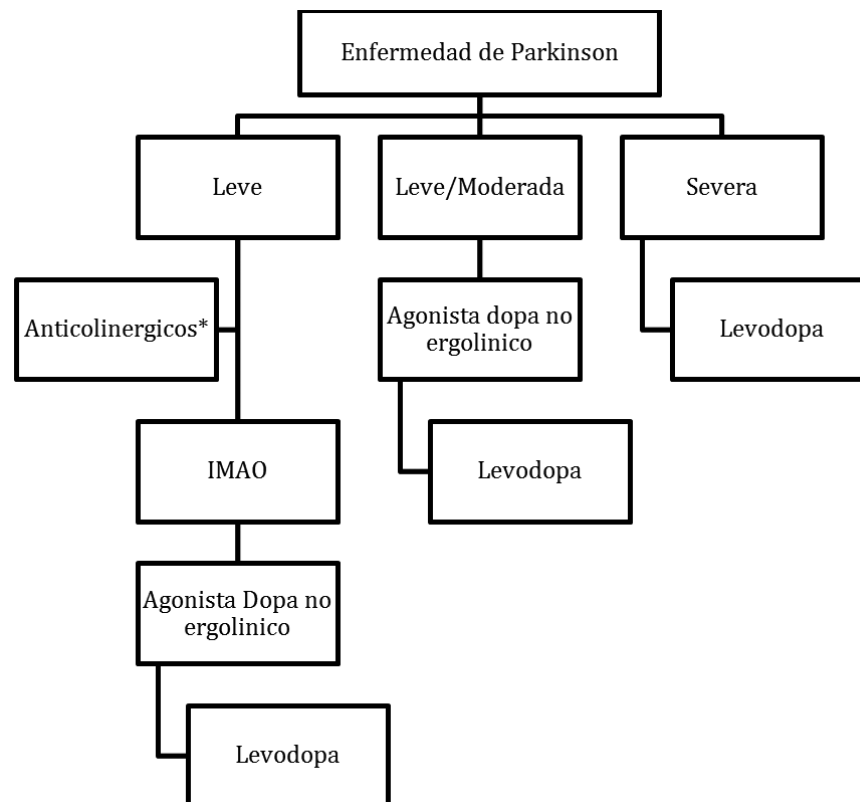 Enfermedad de Parkinson
Leve
Leve/Moderada
Severa
Anticolinergicos*
Agonista dopa no
ergolinico
Levodopa
IMAO
Levodopa
Agonista Dopa no
ergolinico
Levodopa